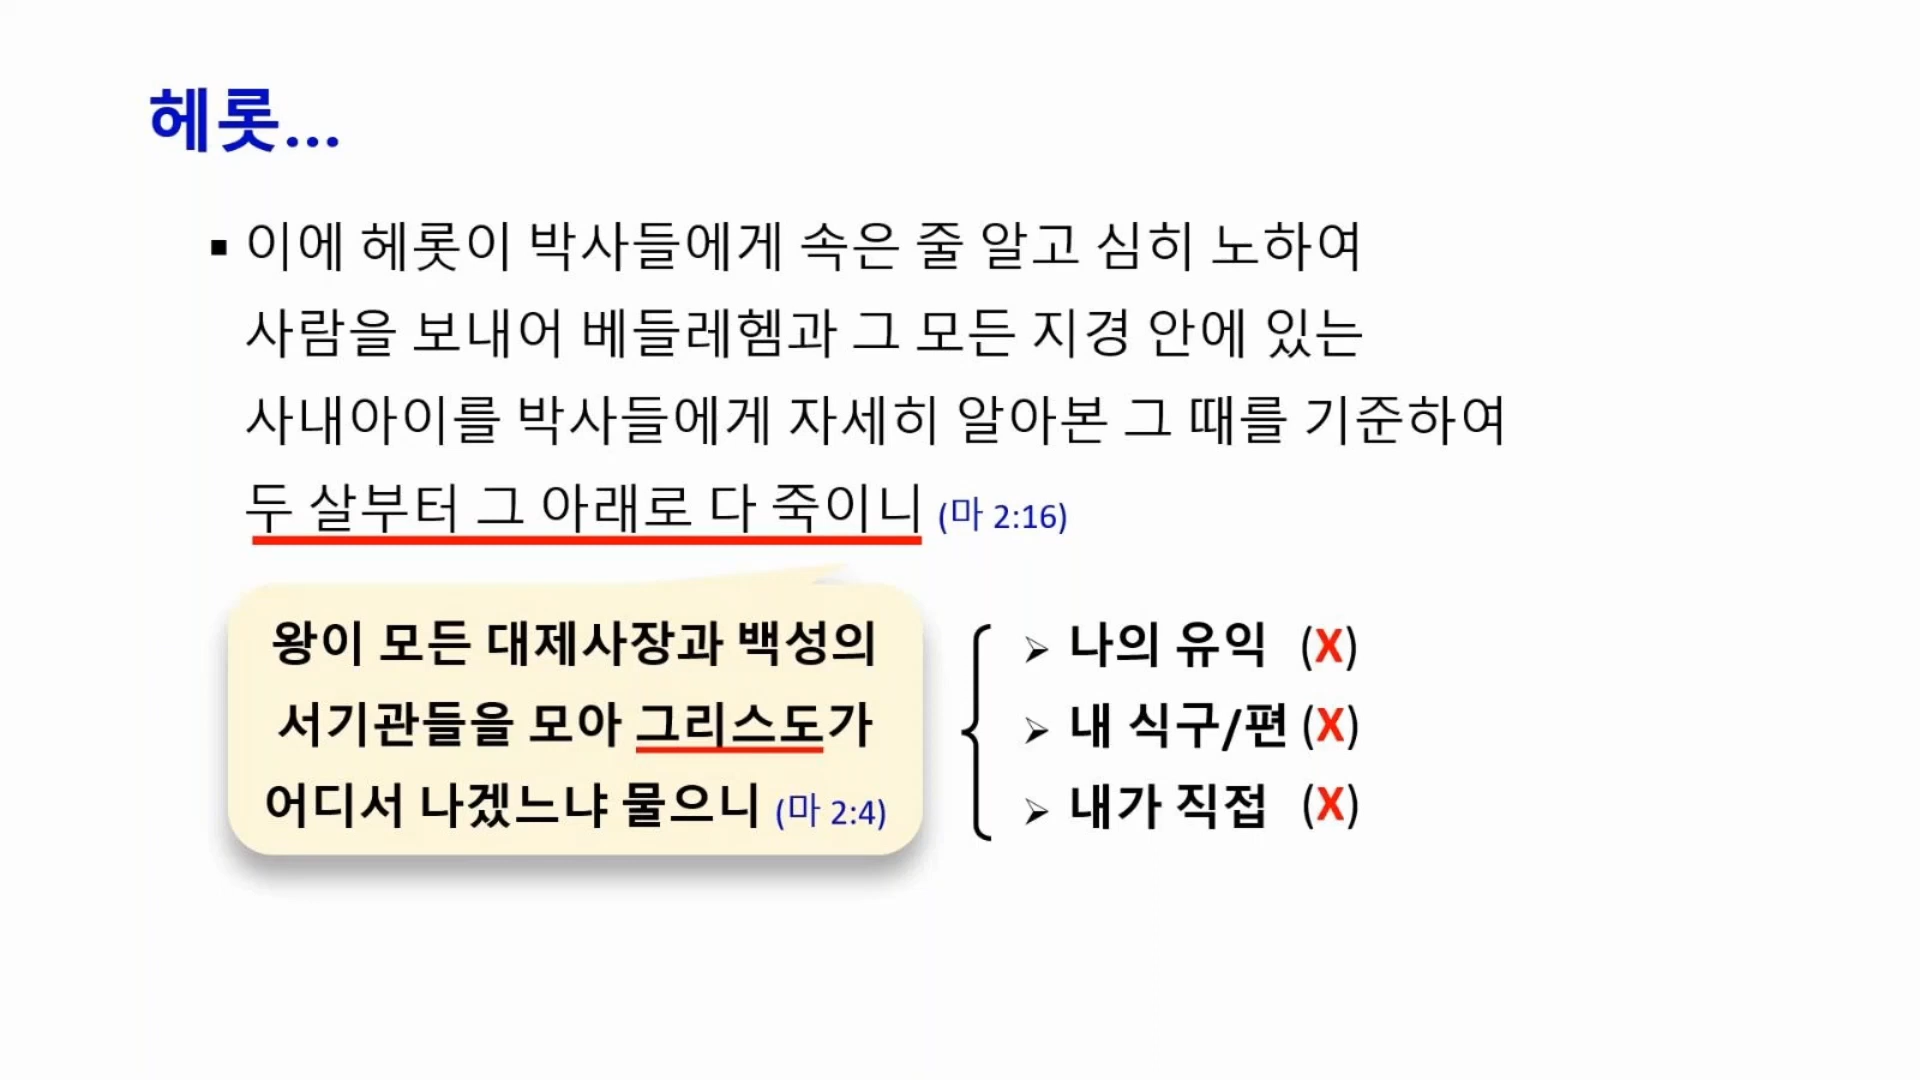 헤롯...
▪ 이에 헤롯이 박사들에게 속은 줄 알고 심히 노하여
사람을 보내어 베들레헴과 그 모든 지경 안에 있는
사내아이를 박사들에게 자세히 알아본 그 때를 기준하여
두 살부터 그 아래로 다 죽이니 (마 2:16)
왕이 모든 대제사장과 백성의
서기관들을 모아 그리스도가
어디서 나겠느냐 물으니 (마 2:4)
➢ 나의 유익 (X)
➢ 내 식구/편 (X)
➢ 내가 직접 (X)